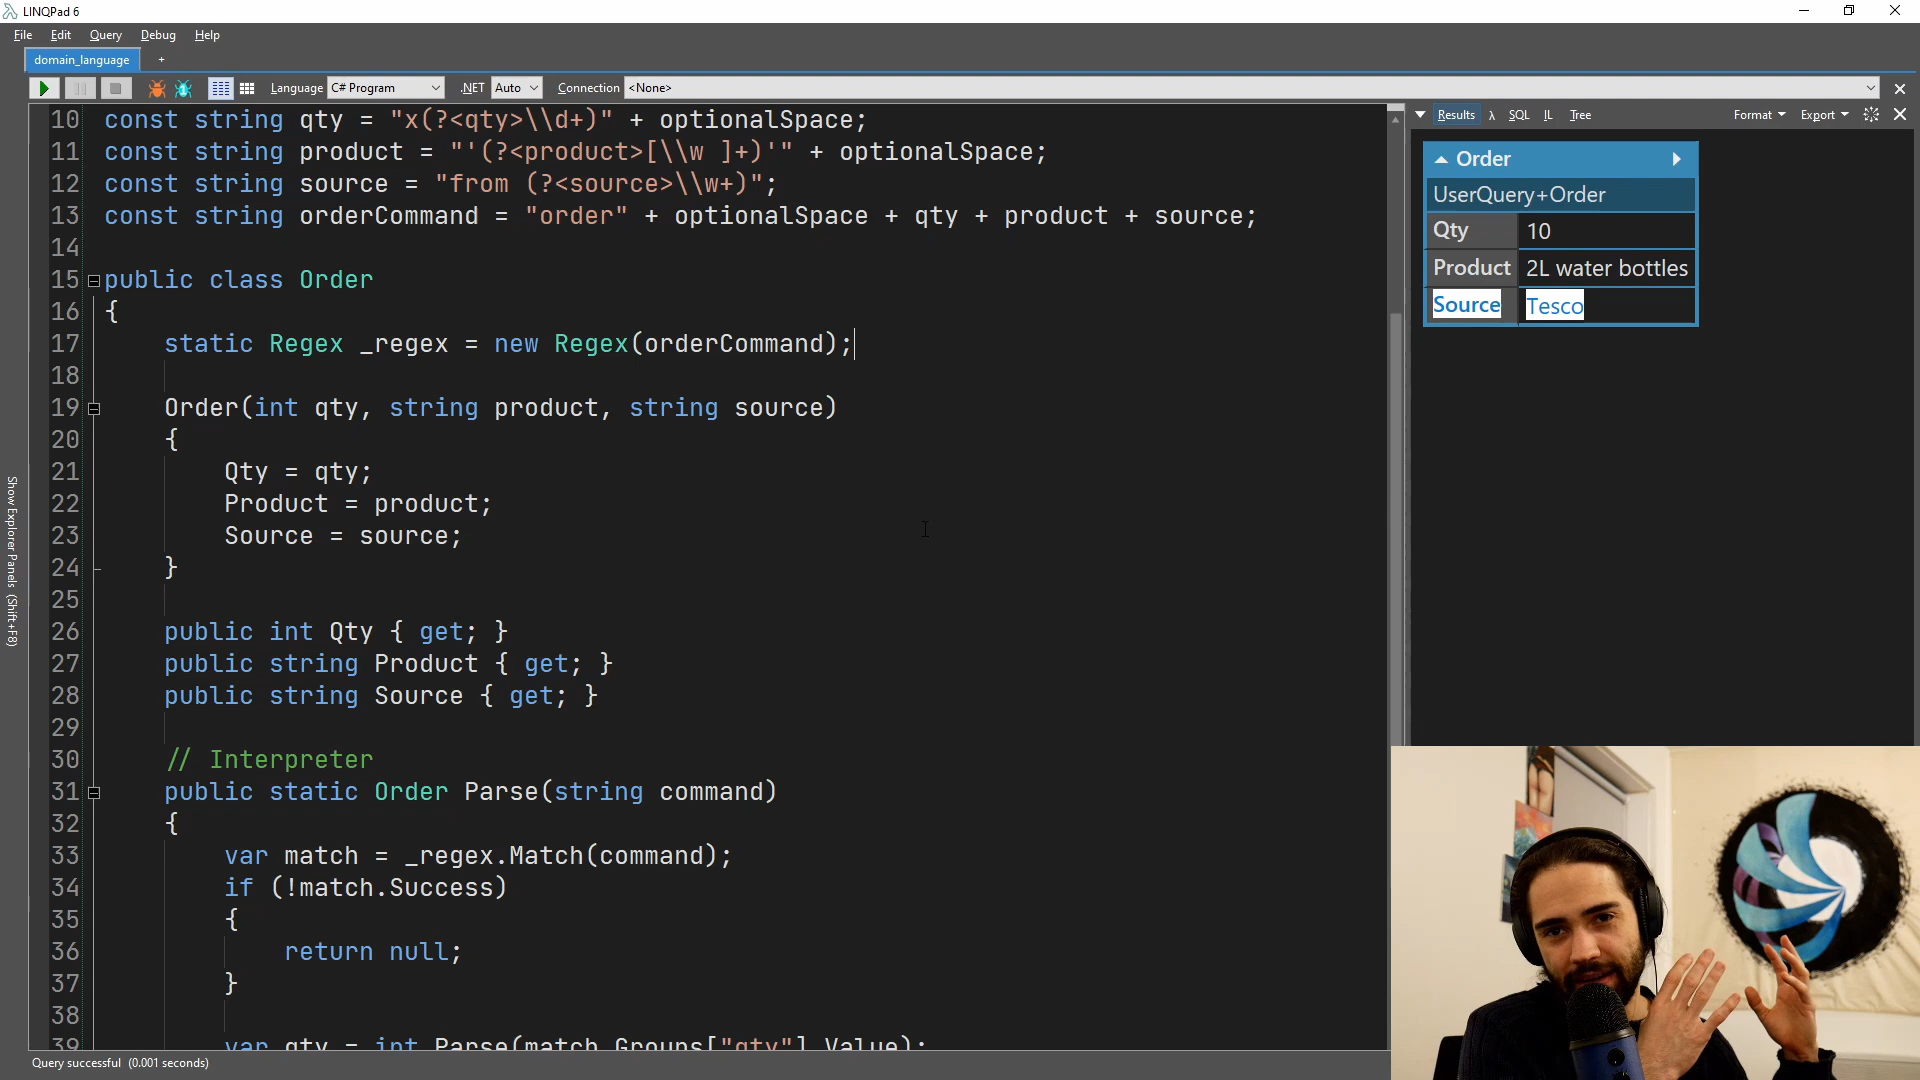 LINQPad 6
File Edit Query Debug Help
domain_language +
Language C# Program .NET Auto Connection <None>
10 const string qty = "x(?<qty>\\d+)" + optionalSpace;
11 const string product = "'(?<product>[\\w ]+)'" + optionalSpace;
12 const string source = "from (?<source>\\w+)";
13 const string orderCommand = "order" + optionalSpace + qty + product + source;
14
15 public class Order
16 {
17 static Regex _regex = new Regex(orderCommand);
18
19 Order(int qty, string product, string source)
20 {
21 Qty = qty;
22 Product = product;
23 Source = source;
24 }
25
26 public int Qty { get; }
27 public string Product { get; }
28 public string Source { get; }
29
30 // Interpreter
31 public static Order Parse(string command)
32 {
33 var match = _regex.Match(command);
34 if (!match.Success)
35 {
36 return null;
37 }
38
39 var qty = int Parse(match Groups["qty"] Value);
Show Explorer Panels (Shift+F8)
Query successful (0.001 seconds)
Results λ SQL IL Tree Format Export
Order
UserQuery+Order
Qty 10
Product 2L water bottles
Source Tesco